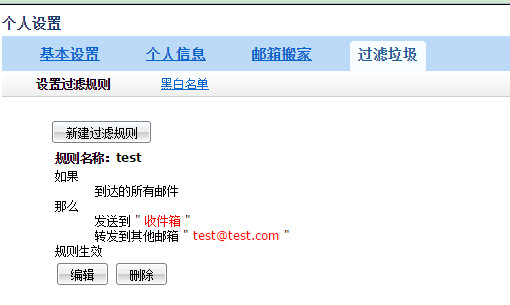 个人设置
基本设置 个人信息 邮箱搬家 过滤垃圾
设置过滤规则 黑白名单
新建过滤规则
规则名称：test
如果
到达的所有邮件
那么
发送到 " 收件箱 "
转发到其他邮箱 " test@test.com "
规则生效
编辑 删除